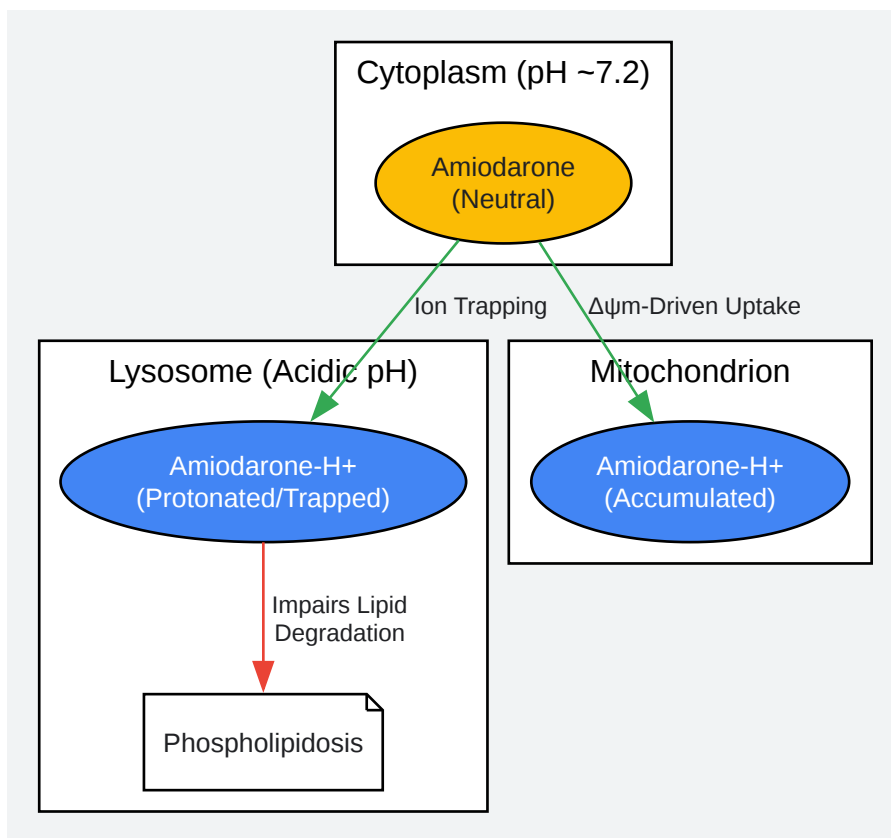 Cytoplasm (pH ~7.2)
Amiodarone
(Neutral)
Ion Trapping
Δψm-Driven Uptake
Lysosome (Acidic pH)
Mitochondrion
Amiodarone-H+
(Protonated/Trapped)
Amiodarone-H+
(Accumulated)
Impairs Lipid
Degradation
Phospholipidosis